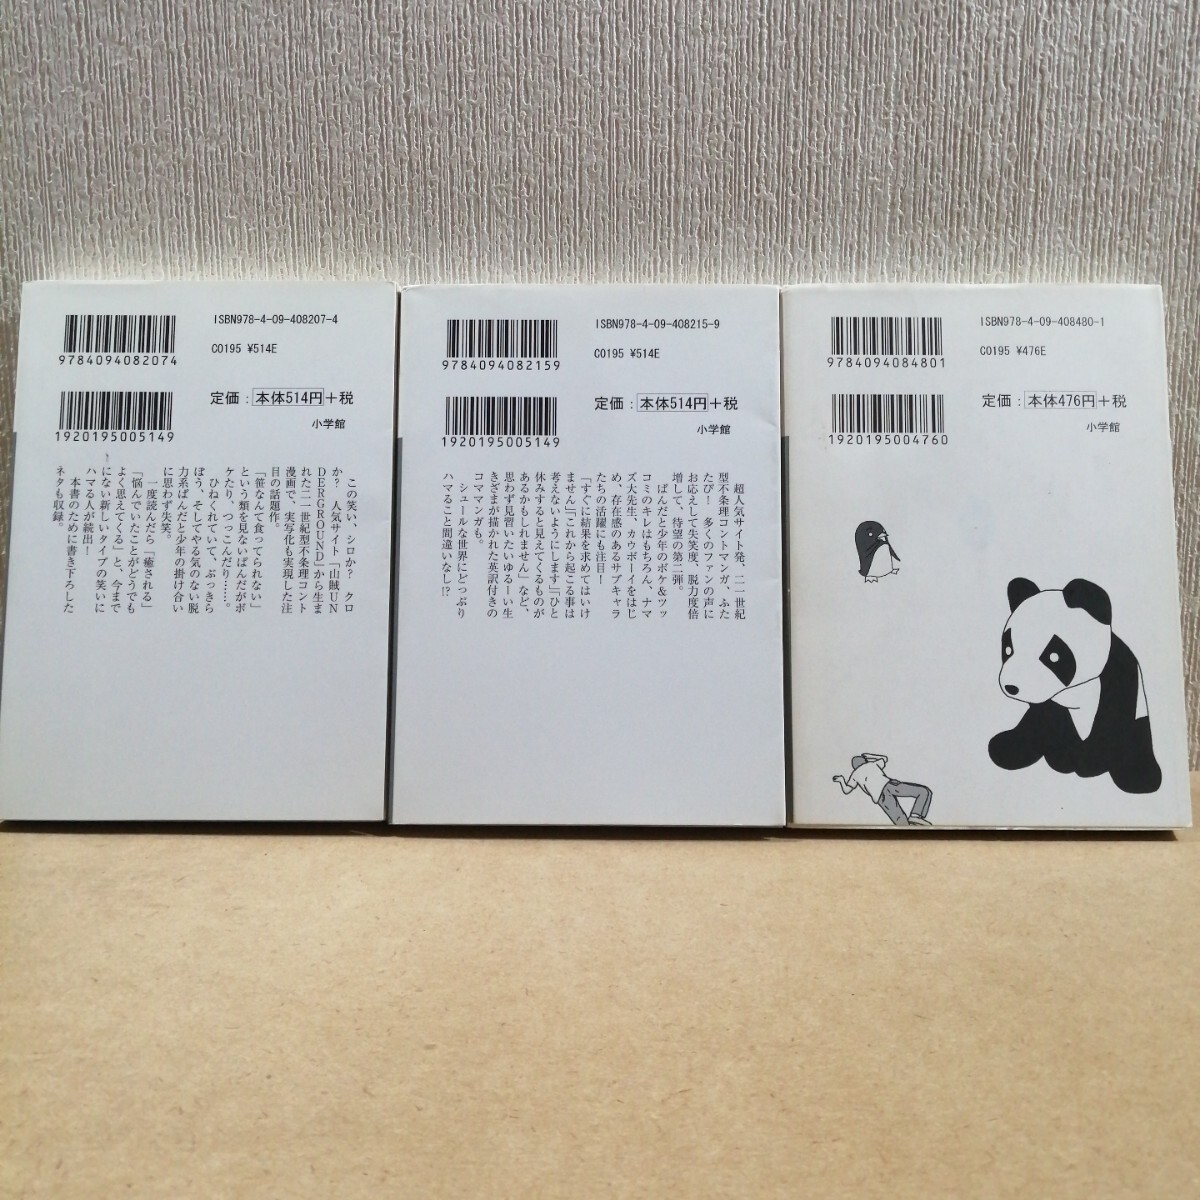 ISBN978-4-09-408207-4
9784094082074
C0195 ¥514E
定価：本体514円＋税
1920195005149
小学館
この笑い、シロか？　クロ
か？　人気サイト「山賊UN
DERGROUND」から生ま
れた二一世紀型不条理コント
漫画で、実写化も実現した注
目の話題作。
「笹なんて食ってられない」
という類を見ないぱんだがボ
ケたり、つっこんだり……。
ひねくれていて、ぶっきら
ぼう、そしてやる気のない脱
力系ぱんだと少年の掛け合い
に思わず失笑。
一度読んだら「癒される」
「悩んでいたことがどうでも
よく思えてくる」と、今まで
にない新しいタイプの笑いに
ハマる人が続出！
本書のために書き下ろした
ネタも収録。
ISBN978-4-09-408215-9
9784094082159
C0195 ¥514E
定価：本体514円＋税
1920195005149
小学館
超人気サイト発、二一世紀
型不条理コントマンガ、ふた
たび！　多くのファンの声に
お応えして失笑度、脱力度倍
増して、待望の第二弾。
ぱんだと少年のボケ&ツッ
コミのキレはもちろん、ナマ
ズ大先生、カウボーイをはじ
め、存在感のあるサブキャラ
たちの活躍にも注目！
「すぐに結果を求めてはいけ
ません」「これから起こる事は
考えないようにします」「ひと
休みすると見えてくるものが
あるかもしれません」など、
思わず見習いたいゆるーい生
きざまが描かれた英訳付きの
コママンガも。
シュールな世界にどっぷり
ハマること間違いなし!?
ISBN978-4-09-408480-1
9784094084801
C0195 ¥476E
定価：本体476円＋税
1920195004760
小学館